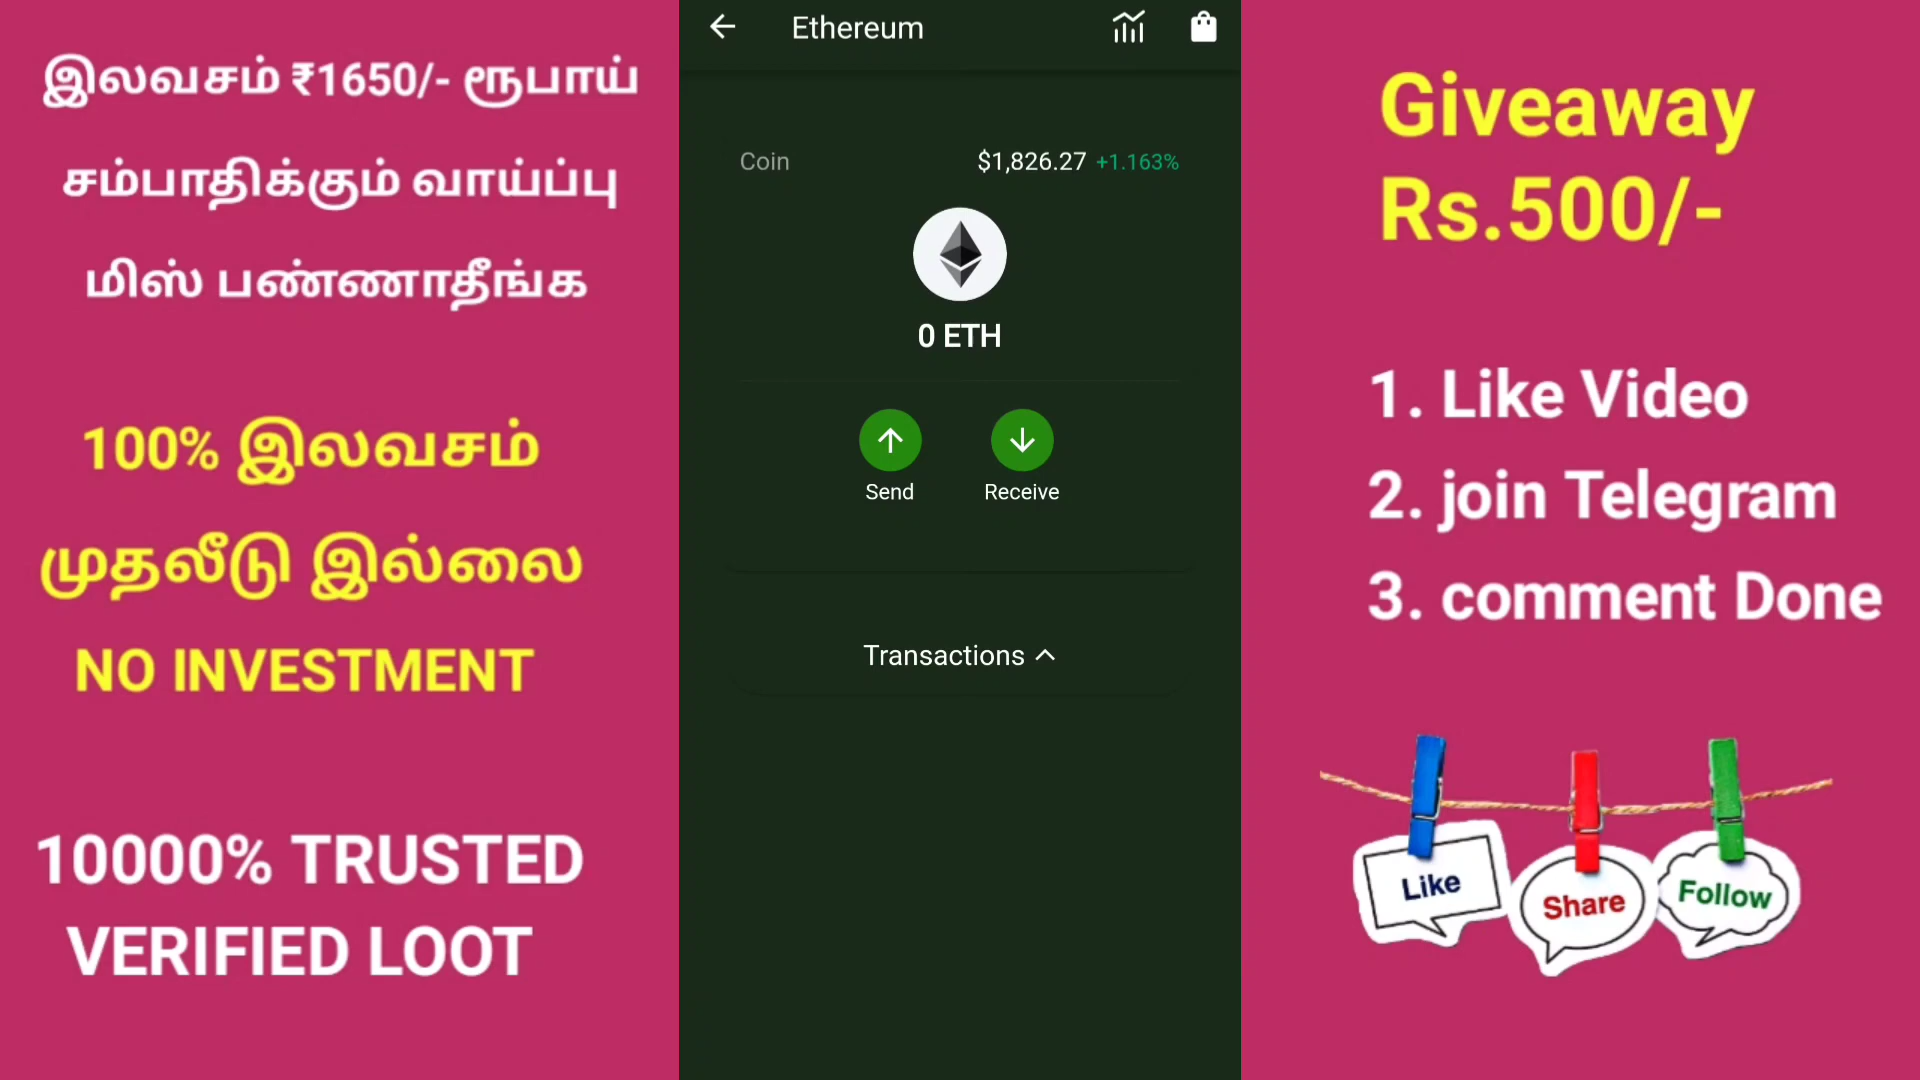 இலவசம் ₹1650/- ரூபாய்
சம்பாதிக்கும் வாய்ப்பு
மிஸ் பண்ணாதீங்க
100% இலவசம்
முதலீடு இல்லை
NO INVESTMENT
10000% TRUSTED
VERIFIED LOOT
Ethereum
Coin $1,826.27 +1.163%
0 ETH
Send Receive
Transactions
Giveaway
Rs.500/-
1. Like Video
2. join Telegram
3. comment Done
Like Share Follow